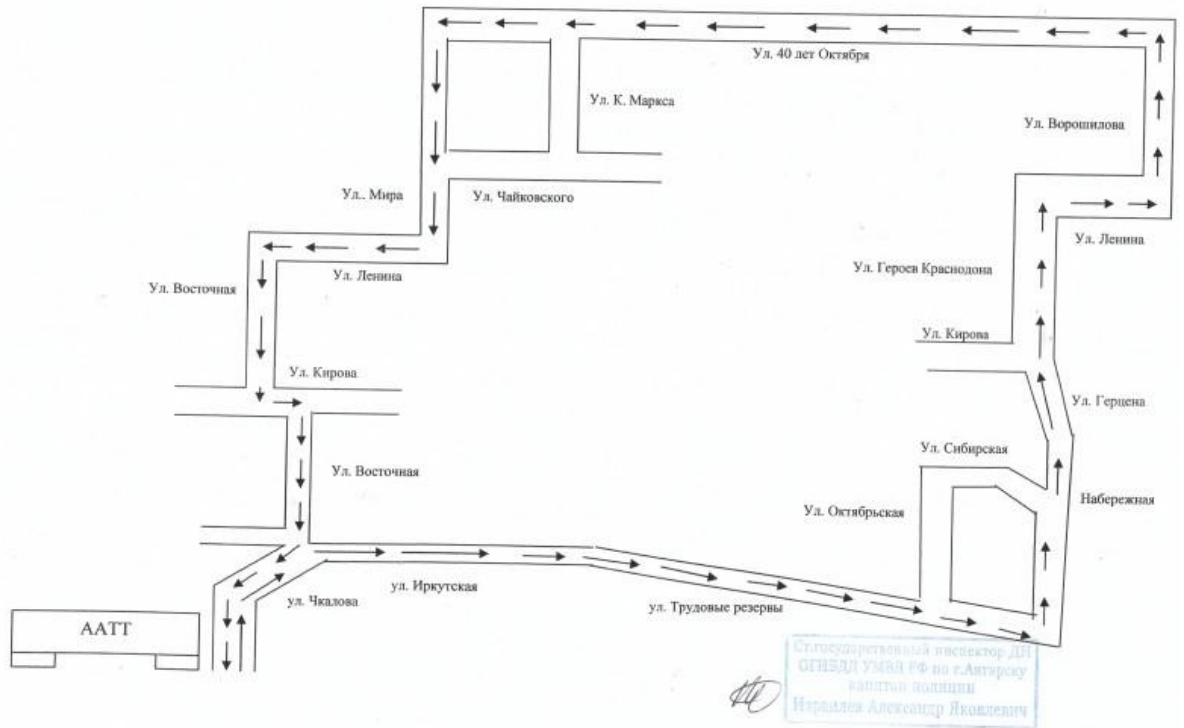 Ул. 40 лет Октября
Ул. К. Маркса
Ул. Ворошилова
Ул.. Мира
Ул. Чайковского
Ул. Ленина
Ул. Ленина
Ул. Героев Краснодона
Ул. Восточная
Ул. Кирова
Ул. Кирова
Ул. Герцена
Ул. Сибирская
Ул. Восточная
Набережная
Ул. Октябрьская
ул. Иркутская
ул. Чкалова
ул. Трудовые резервы
ААТТ
Ст.государственный инспектор ДН
ОГИБДД УМВД РФ по г.Ангарску
капитан полиции
Александр Яковлевич